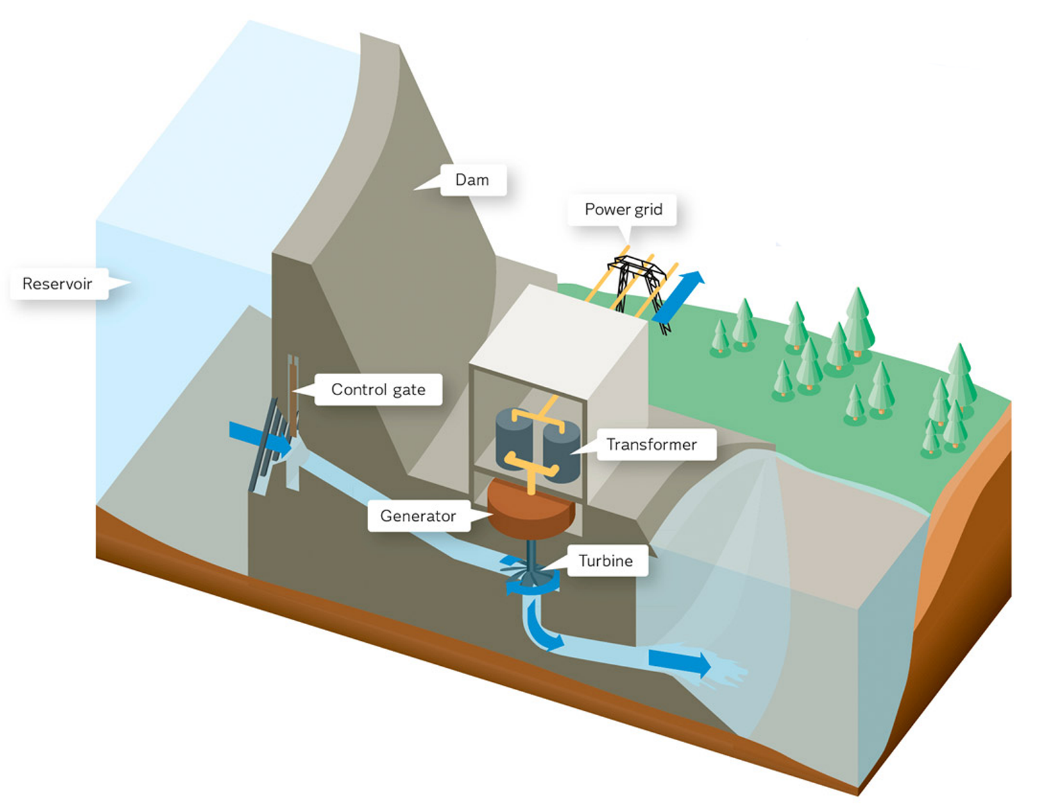 Dam
Power grid
Reservoir
Control gate
Transformer
Generator
Turbine